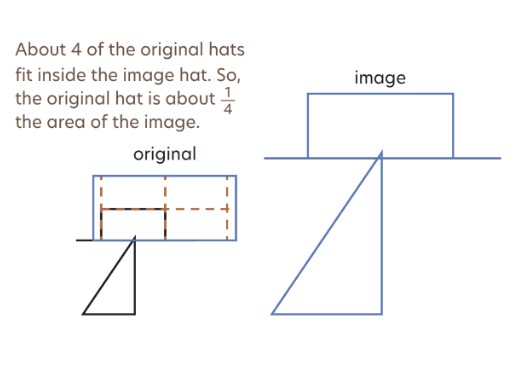 About 4 of the original hats
fit inside the image hat. So,
the original hat is about 1/4
the area of the image.
image
original